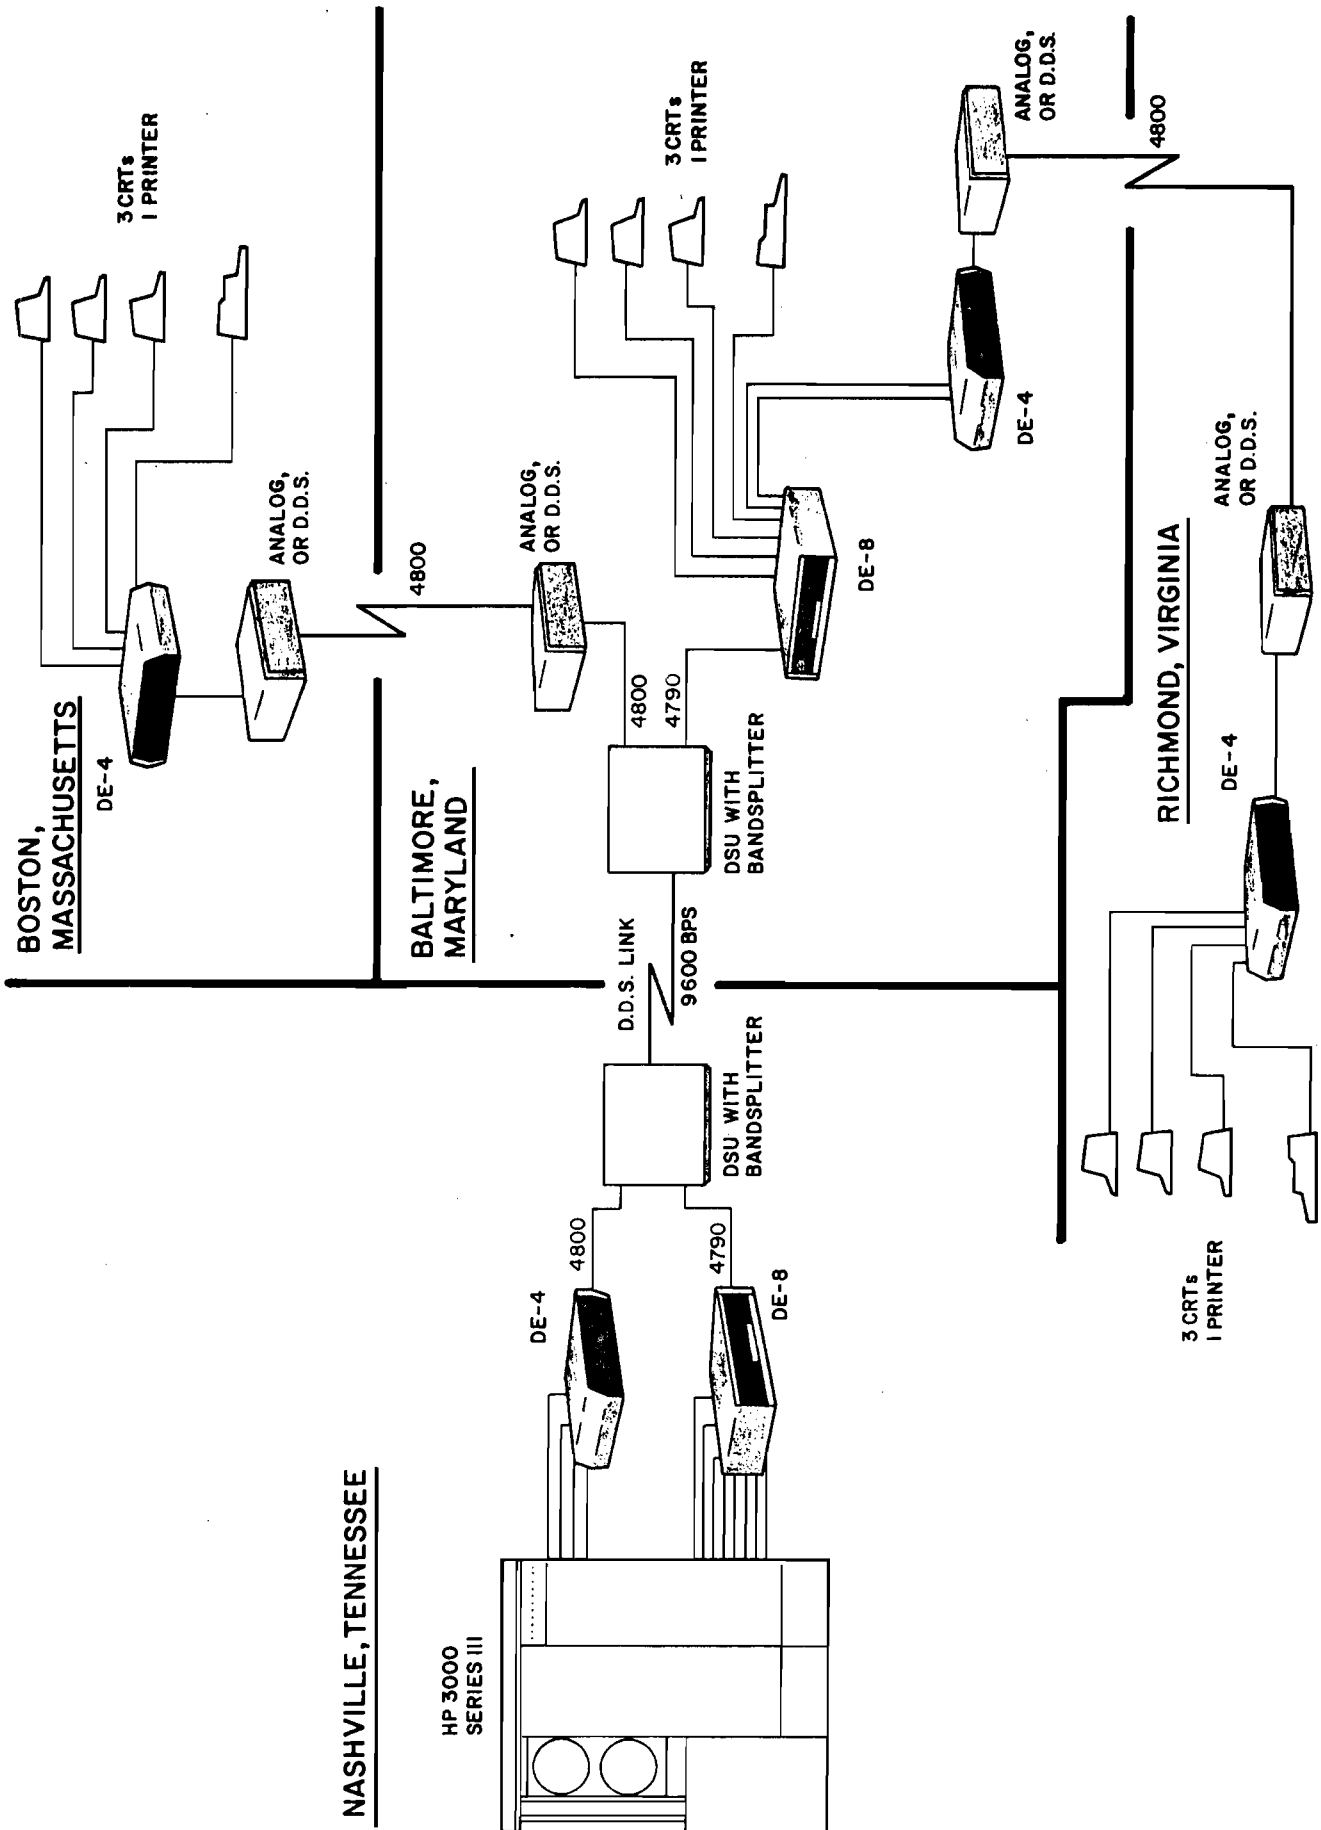 NASHVILLE, TENNESSEE
HP 3000
SERIES III
DE-4
4800
4790
DE-8
DSU WITH
BANDSPLITTER
D.D.S. LINK
9600 BPS
BOSTON,
MASSACHUSETTS
DE-4
ANALOG,
OR D.D.S.
3 CRTs
1 PRINTER
4800
BALTIMORE,
MARYLAND
DSU WITH
BANDSPLITTER
4800
4790
ANALOG,
OR D.D.S.
DE-8
3 CRTs
1 PRINTER
DE-4
ANALOG,
OR D.D.S.
4800
RICHMOND, VIRGINIA
DE-4
ANALOG,
OR D.D.S.
3 CRTs
1 PRINTER